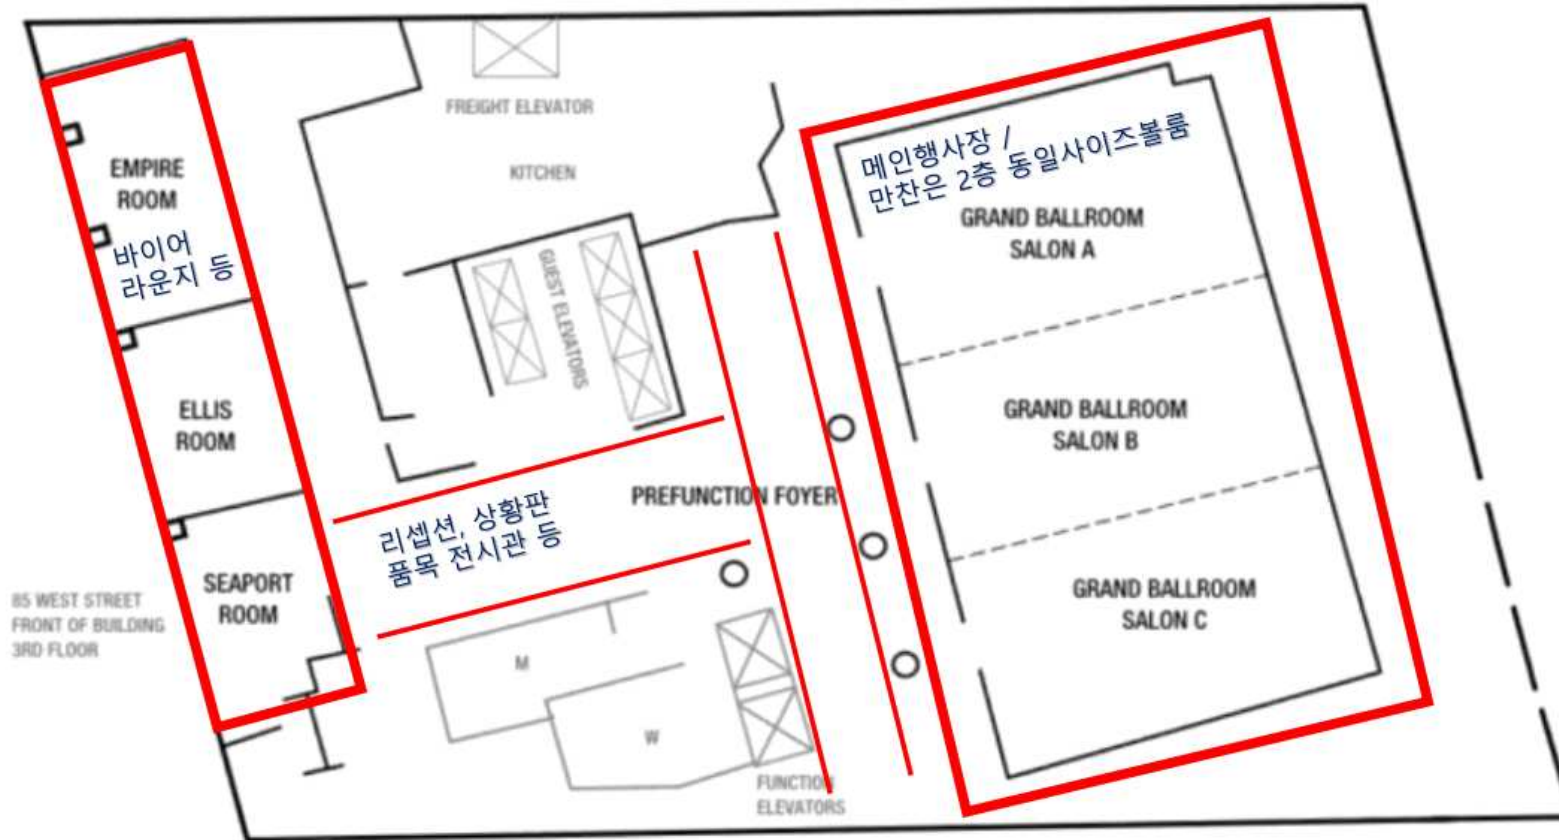 FREIGHT ELEVATOR
KITCHEN
EMPIRE
ROOM
바이어
라운지 등
GUEST ELEVATORS
메인행사장 /
만찬은 2층 동일사이즈볼룸
GRAND BALLROOM
SALON A
ELLIS
ROOM
GRAND BALLROOM
SALON B
PREFUNCTION FOYER
리셉션, 상황판
품목 전시관 등
SEAPORT
ROOM
GRAND BALLROOM
SALON C
85 WEST STREET
FRONT OF BUILDING
3RD FLOOR
M
W
FUNCTION
ELEVATORS